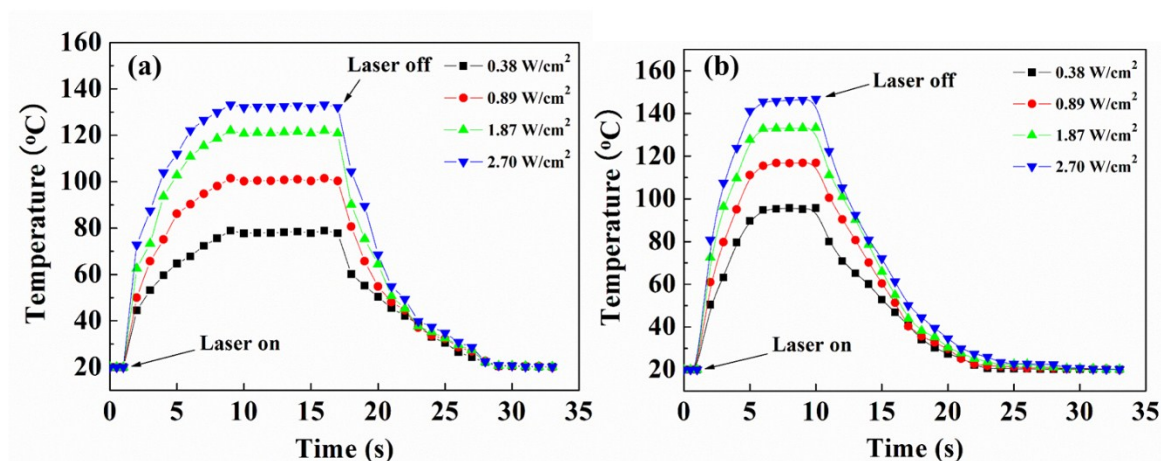 (a)
Laser off
0.38 W/cm²
0.89 W/cm²
1.87 W/cm²
2.70 W/cm²
Laser on
Temperature (°C)
160
140
120
100
80
60
40
20
0 5 10 15 20 25 30 35
Time (s)
(b)
Laser off
0.38 W/cm²
0.89 W/cm²
1.87 W/cm²
2.70 W/cm²
Laser on
Temperature (°C)
160
140
120
100
80
60
40
20
0 5 10 15 20 25 30 35
Time (s)